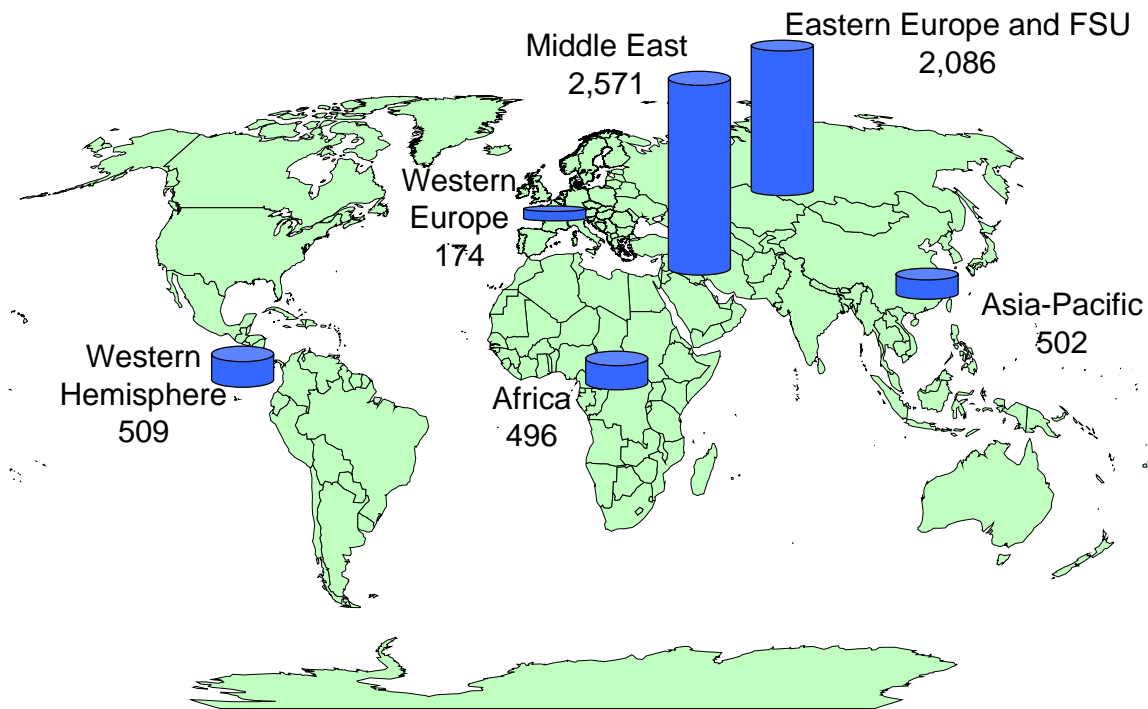 Eastern Europe and FSU
2,086
Middle East
2,571
Western
Europe
174
Asia-Pacific
502
Western
Hemisphere
509
Africa
496